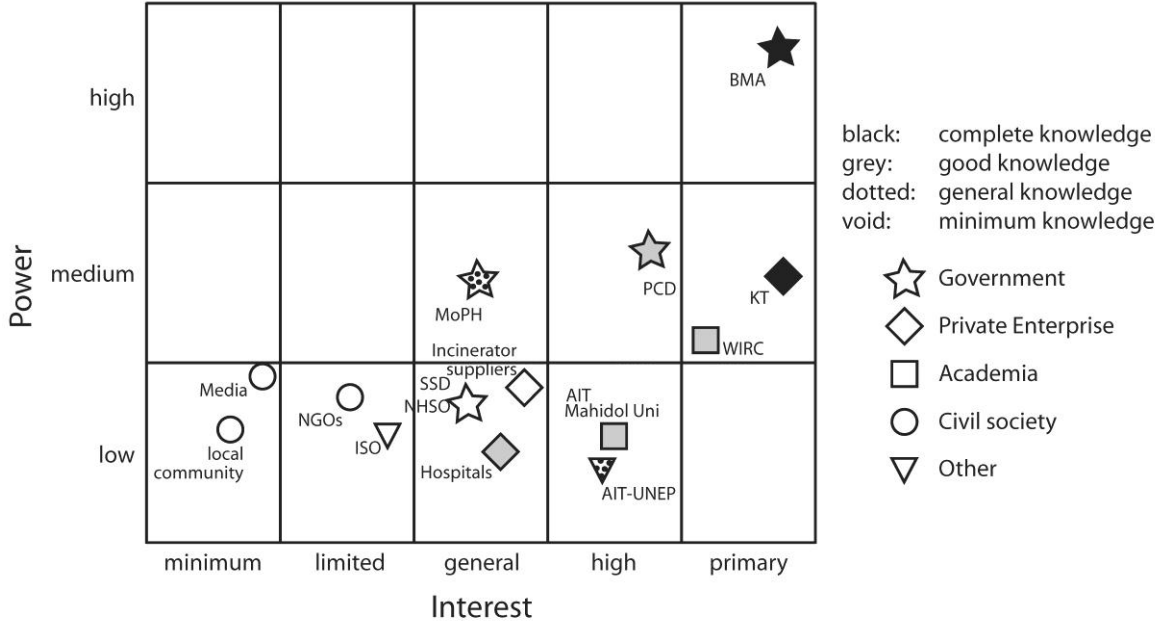 Power
high
medium
low
BMA
PCD
KT
MoPH
WIRC
Incinerator
suppliers
SSD
NHSO
AIT
Mahidol Uni
Media
NGOs
ISO
local
community
Hospitals
AIT-UNEP
minimum
limited
general
high
primary
Interest
black: complete knowledge
grey: good knowledge
dotted: general knowledge
void: minimum knowledge
Government
Private Enterprise
Academia
Civil society
Other